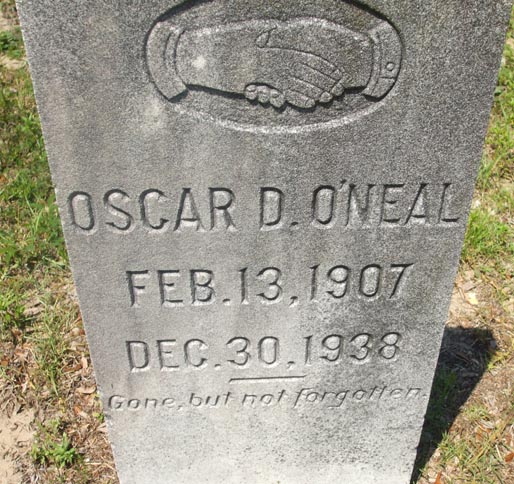 OSCAR D. O'NEAL
FEB. 13, 1907
DEC. 30, 1938
Gone, but not forgotten.